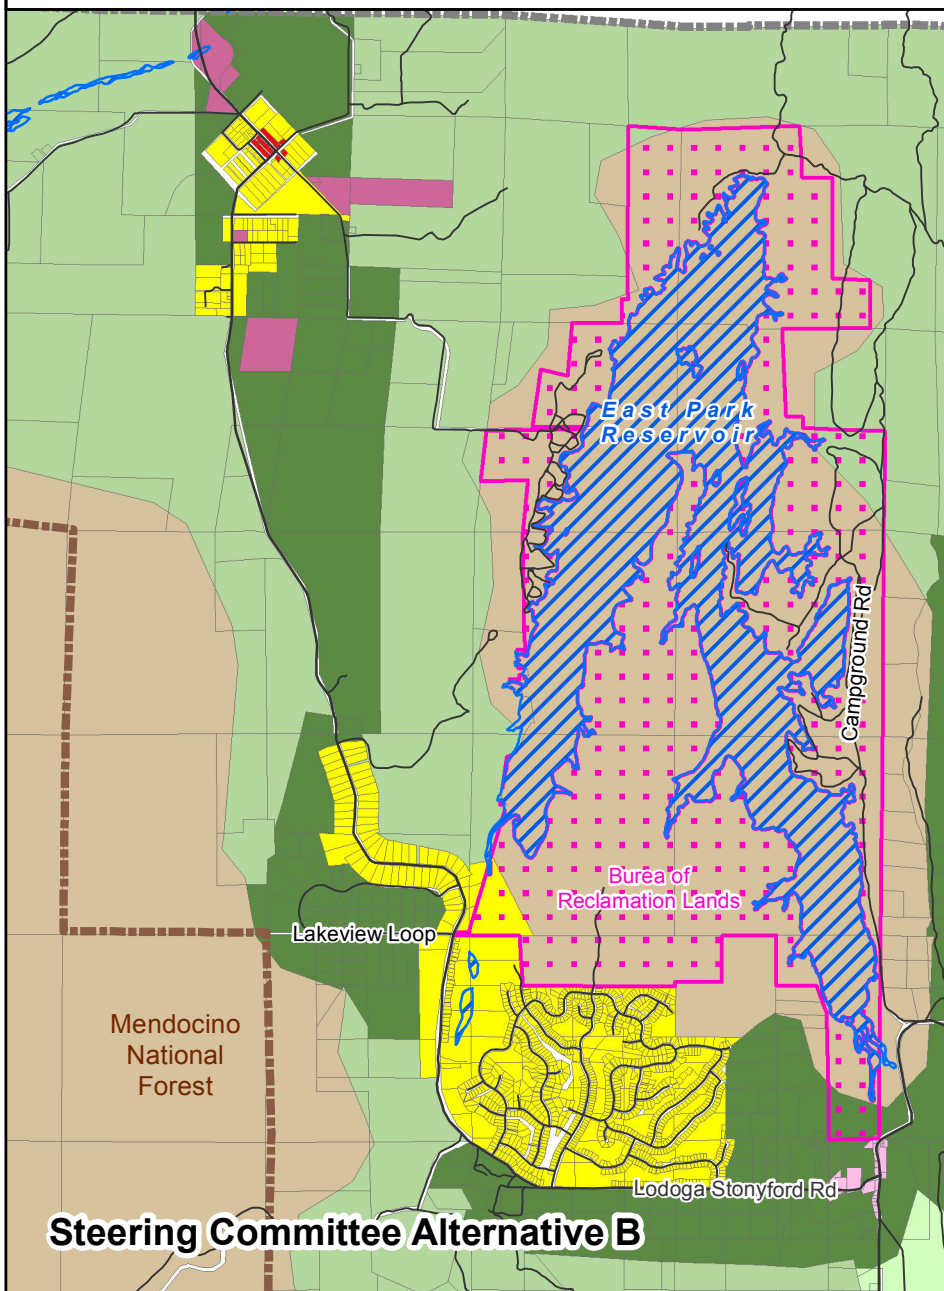 East Park
Reservoir
Campground Rd
Burea of
Reclamation Lands
Lakeview Loop
Mendocino
National
Forest
Lodoga Stonyford Rd
Steering Committee Alternative B